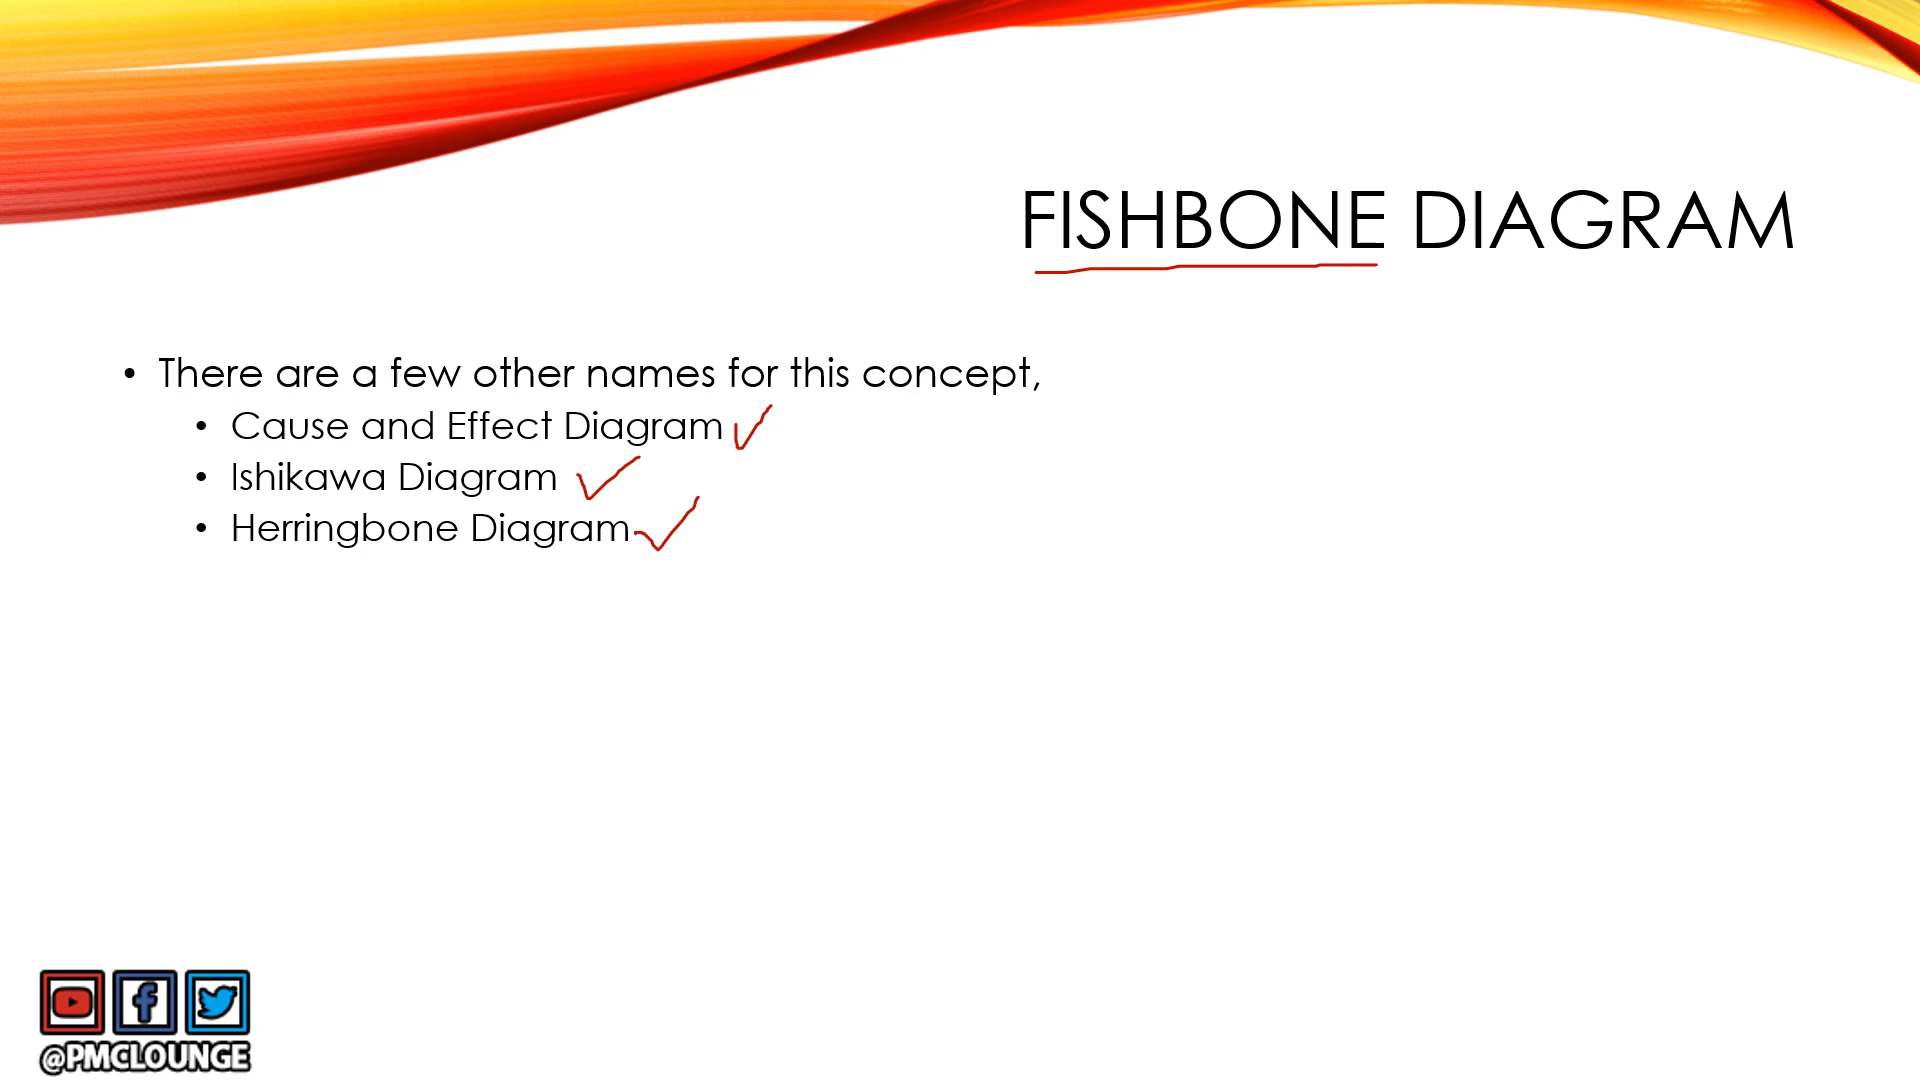 FISHBONE DIAGRAM
• There are a few other names for this concept,
• Cause and Effect Diagram
• Ishikawa Diagram
• Herringbone Diagram
@PMCLOUNGE